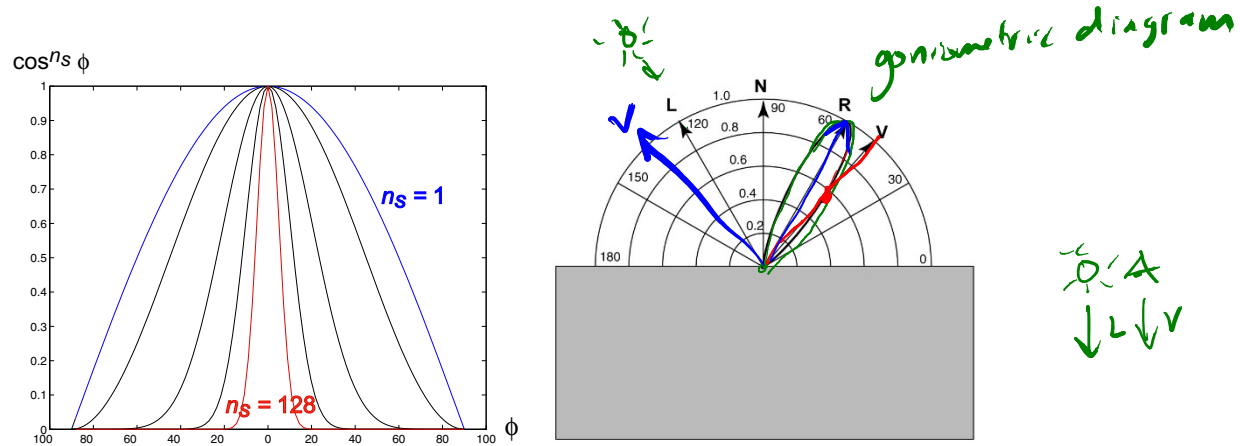 goniometric diagram
cos^nS ϕ
1
0.9
0.8
0.7
0.6
0.5
0.4
0.3
0.2
0.1
0
nS = 1
nS = 128
100 80 60 40 20 0 20 40 60 80 100 ϕ
V
L
N
R
V
1.0
0.8
0.6
0.4
0.2
180
150
120
90
60
30
0
L V